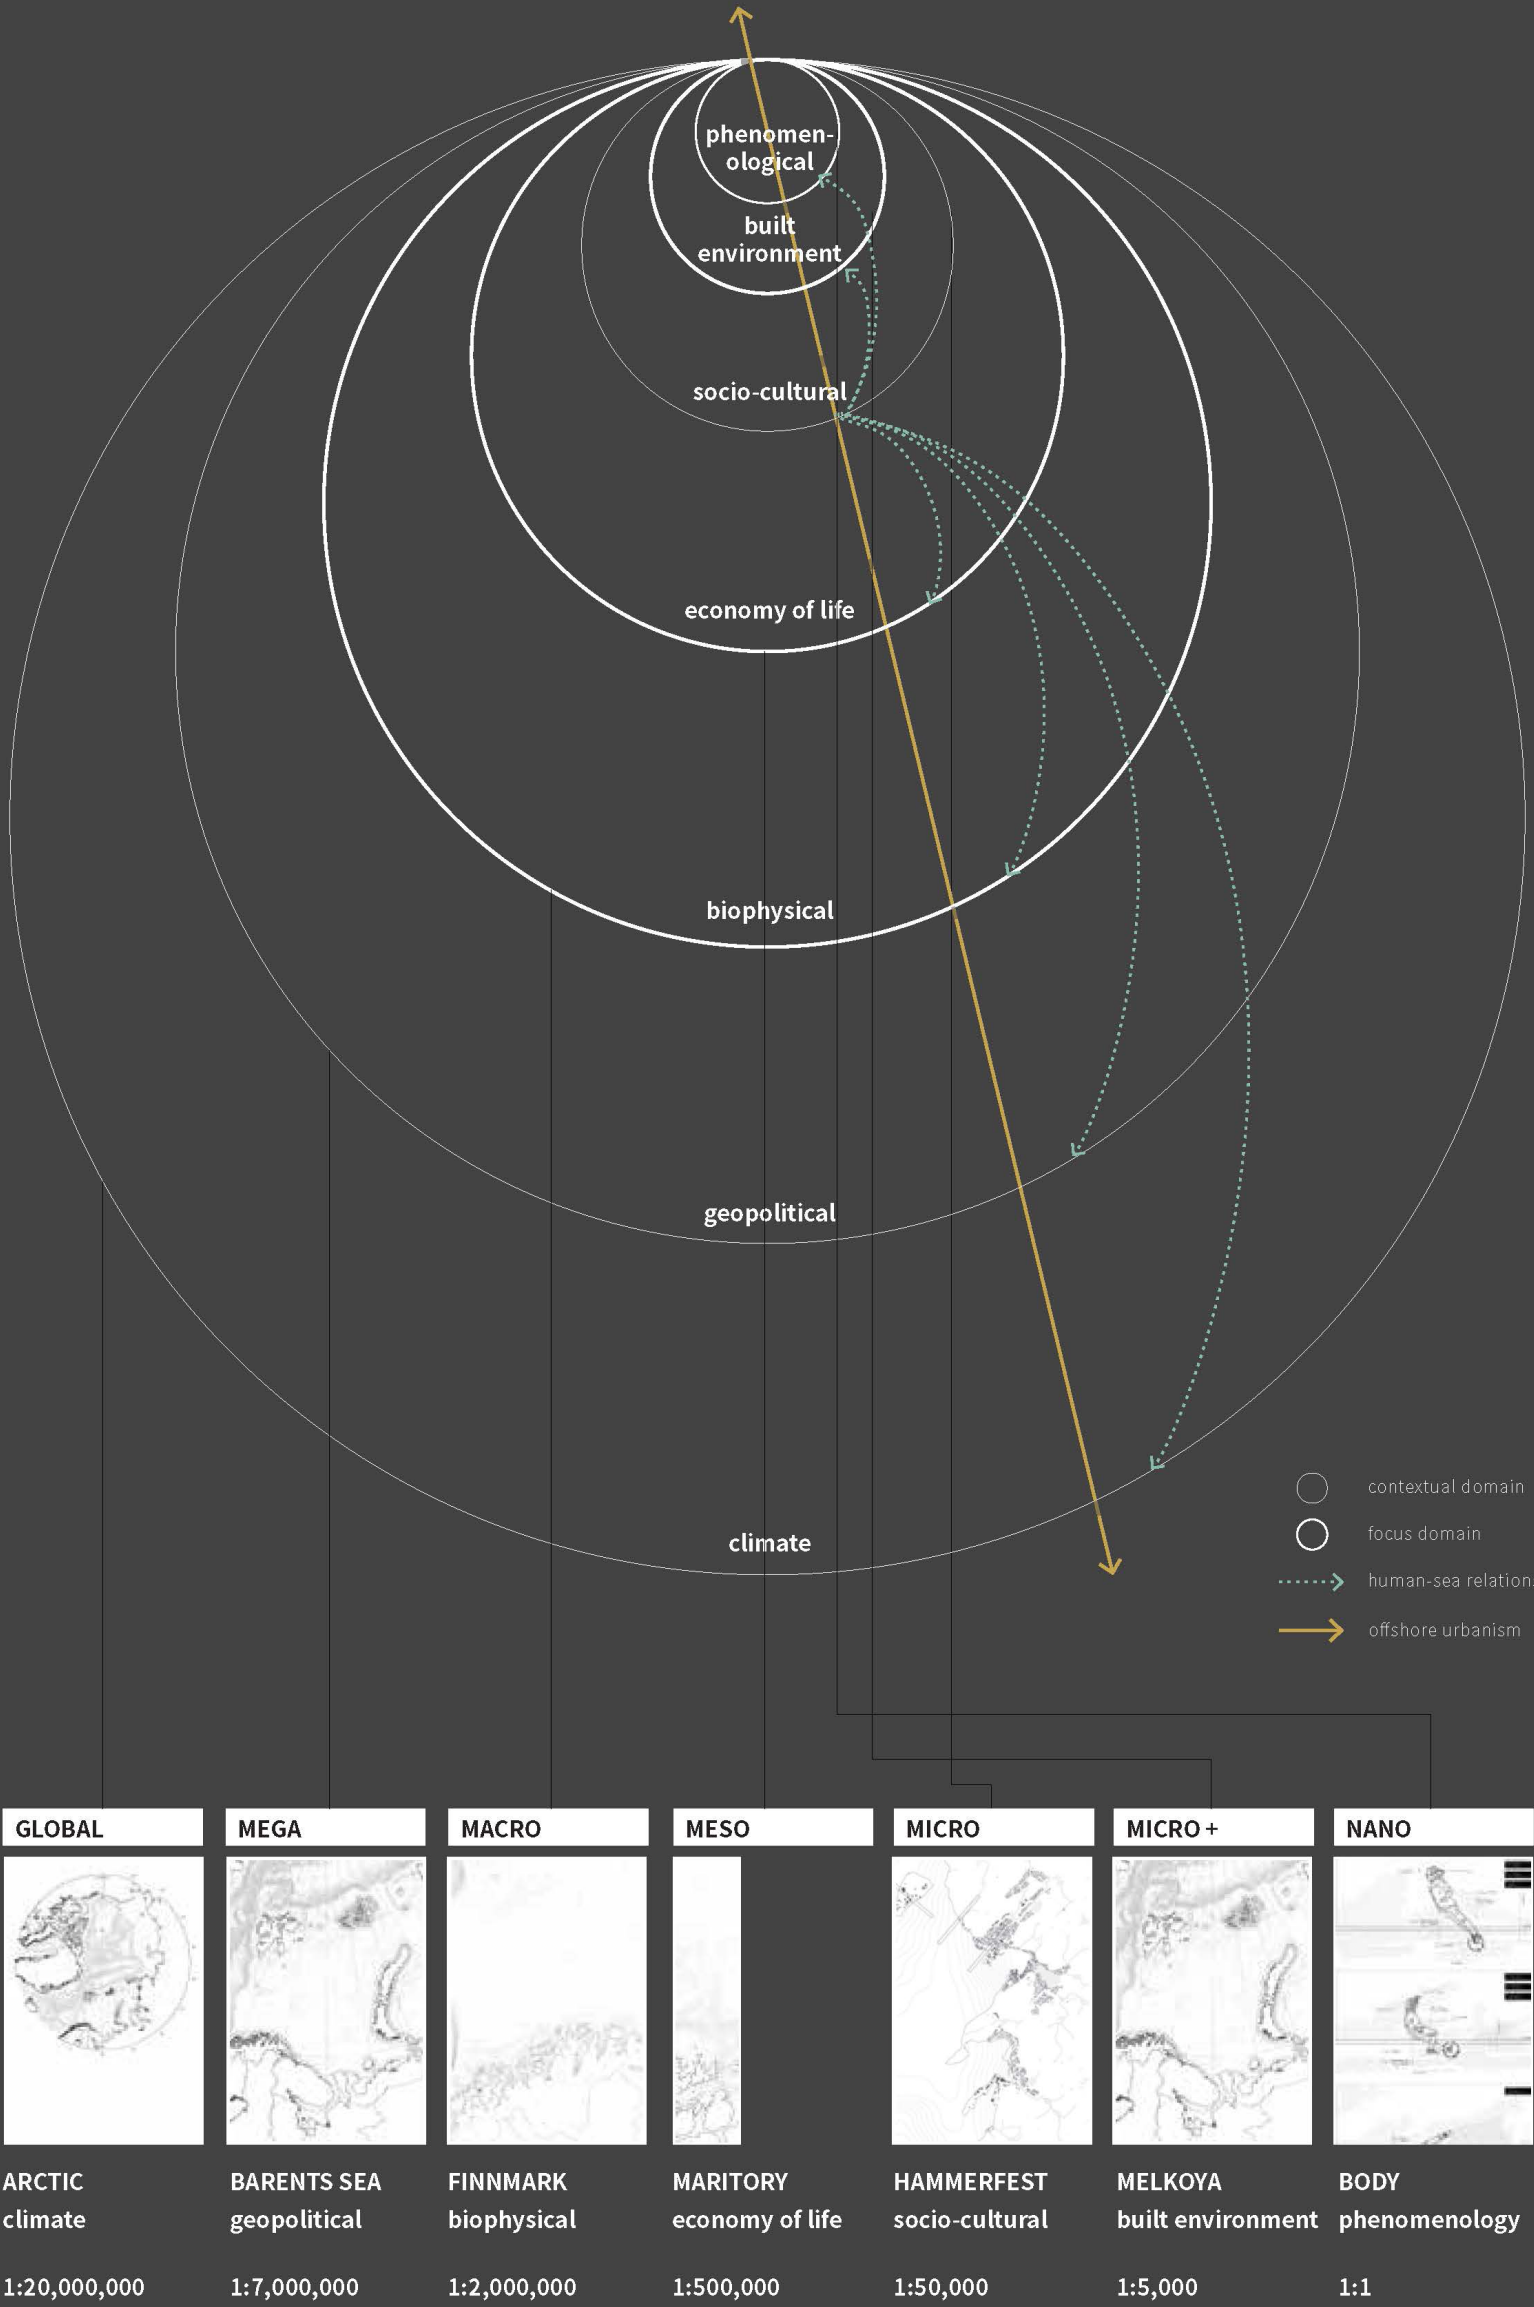 phenomen-
ological
built
environment
socio-cultural
economy of life
biophysical
geopolitical
climate
contextual domain
focus domain
human-sea relation
offshore urbanism
GLOBAL
MEGA
MACRO
MESO
MICRO
MICRO +
NANO
ARCTIC
BARENTS SEA
FINNMARK
MARITORY
HAMMERFEST
MELKOYA
BODY
climate
geopolitical
biophysical
economy of life
socio-cultural
built environment
phenomenology
1:20,000,000
1:7,000,000
1:2,000,000
1:500,000
1:50,000
1:5,000
1:1